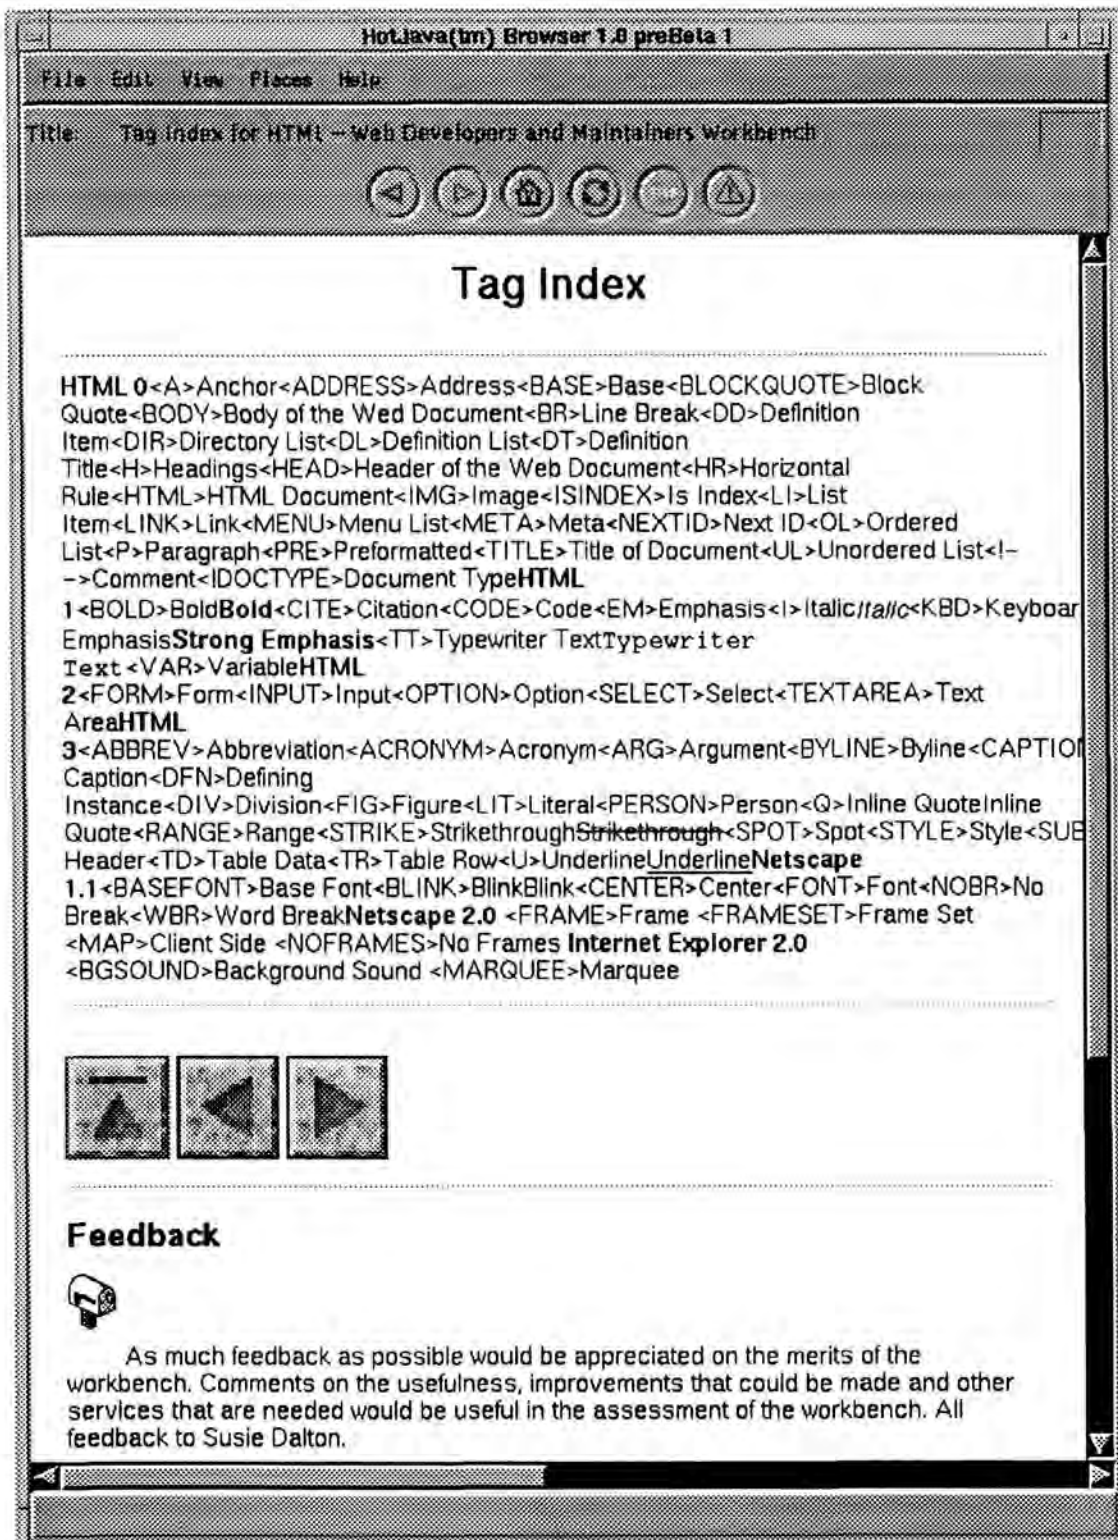 HotJava(tm) Browser 1.0 preBeta 1
File Edit View Places Help
Title: Tag Index for HTML -- Web Developers and Maintainers Workbench
Tag Index
HTML 0<A>Anchor<ADDRESS>Address<BASE>Base<BLOCKQUOTE>Block
Quote<BODY>Body of the Wed Document<BR>Line Break<DD>Definition
Item<DIR>Directory List<DL>Definition List<DT>Definition
Title<H>Headings<HEAD>Header of the Web Document<HR>Horizontal
Rule<HTML>HTML Document<IMG>Image<ISINDEX>Is Index<LI>List
Item<LINK>Link<MENU>Menu List<META>Meta<NEXTID>Next ID<OL>Ordered
List<P>Paragraph<PRE>Preformatted<TITLE>Title of Document<UL>Unordered List<!-
->Comment<!DOCTYPE>Document TypeHTML
1<BOLD>BoldBold<CITE>Citation<CODE>Code<EM>Emphasis<I>ItalicItalic<KBD>Keyboar
EmphasisStrong Emphasis<TT>Typewriter TextTypewriter
Text<VAR>VariableHTML
2<FORM>Form<INPUT>Input<OPTION>Option<SELECT>Select<TEXTAREA>Text
AreaHTML
3<ABBREV>Abbreviation<ACRONYM>Acronym<ARG>Argument<BYLINE>Byline<CAPTION
Caption<DFN>Defining
Instance<DIV>Division<FIG>Figure<LIT>Literal<PERSON>Person<Q>Inline QuoteInline
Quote<RANGE>Range<STRIKE>StrikethroughStrikethrough<SPOT>Spot<STYLE>Style<SUB
Header<TD>Table Data<TR>Table Row<U>UnderlineUnderlineNetscape
1.1<BASEFONT>Base Font<BLINK>BlinkBlink<CENTER>Center<FONT>Font<NOBR>No
Break<WBR>Word BreakNetscape 2.0 <FRAME>Frame <FRAMESET>Frame Set
<MAP>Client Side <NOFRAMES>No Frames Internet Explorer 2.0
<BGSOUND>Background Sound <MARQUEE>Marquee
Feedback
As much feedback as possible would be appreciated on the merits of the
workbench. Comments on the usefulness, improvements that could be made and other
services that are needed would be useful in the assessment of the workbench. All
feedback to Susie Dalton.